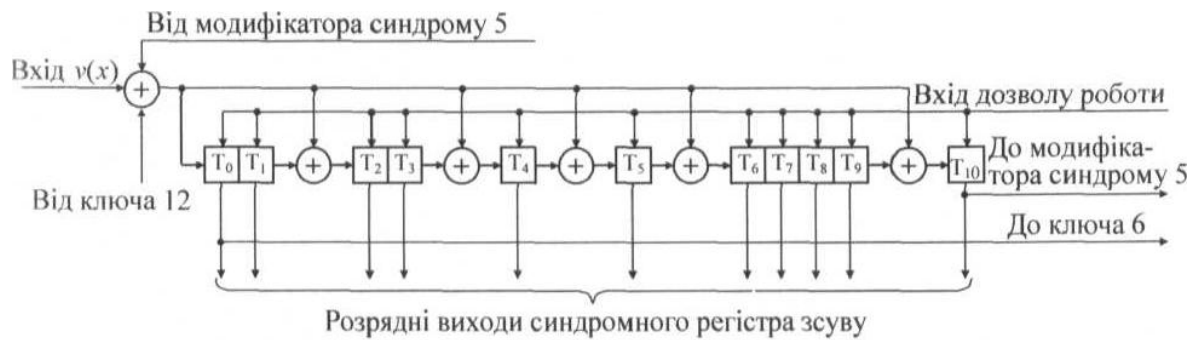 Від модифікатора синдрому 5
Вхід v(x)
+
Вхід дозволу роботи
T₀ T₁ + T₂ T₃ + T₄ + T₅ + T₆ T₇ T₈ T₉ + T₁₀
До модифіка-
тора синдрому 5
Від ключа 12
До ключа 6
Розрядні виходи синдромного регістра зсуву